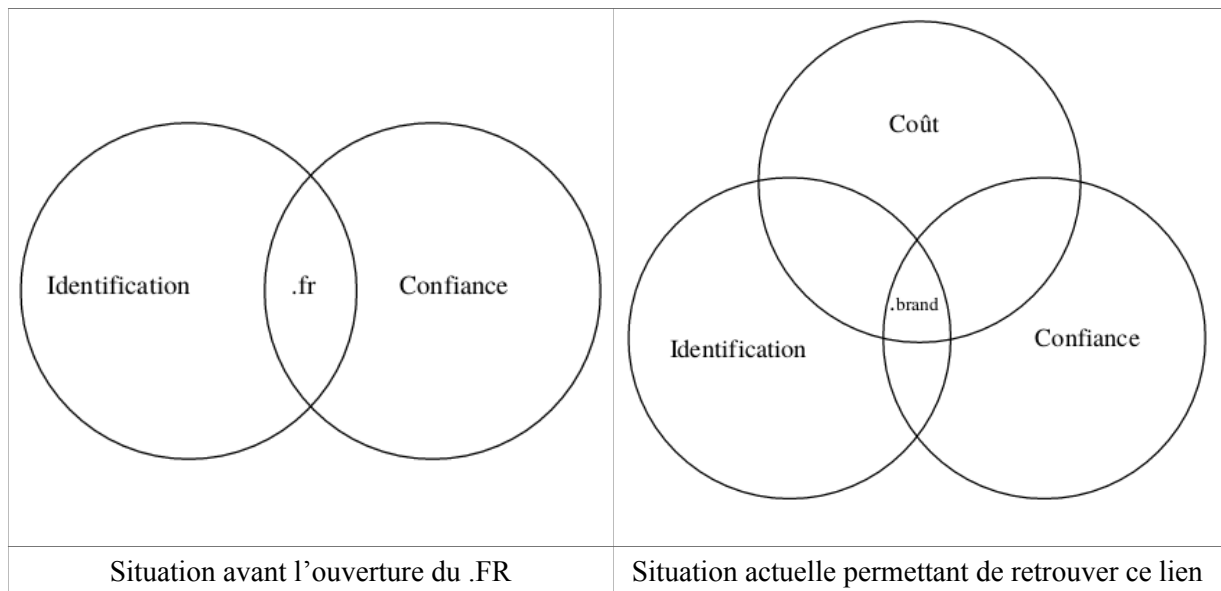 Identification
.fr
Confiance
Situation avant l’ouverture du .FR
Coût
.brand
Identification
Confiance
Situation actuelle permettant de retrouver ce lien